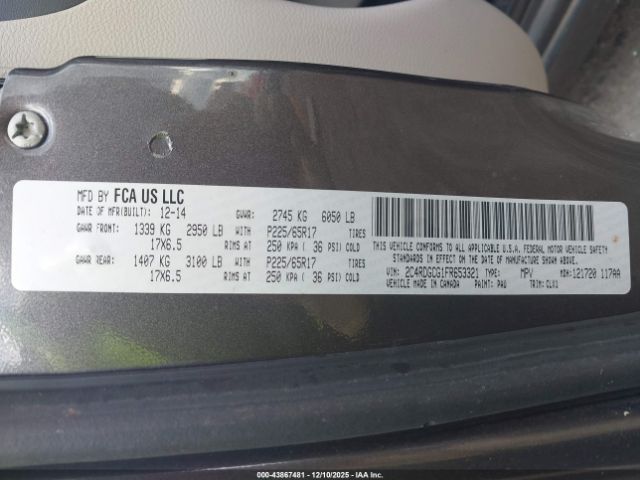 MFD BY FCA US LLC
DATE OF MFR(BUILT): 12-14 GVWR: 2745 KG 6050 LB
GAWR FRONT: 1339 KG 2950 LB WITH P225/65R17 TIRES
17X6.5 RIMS AT 250 KPA ( 36 PSI) COLD
GAWR REAR: 1407 KG 3100 LB WITH P225/65R17 TIRES
17X6.5 RIMS AT 250 KPA ( 36 PSI) COLD
THIS VEHICLE CONFORMS TO ALL APPLICABLE U.S.A. FEDERAL MOTOR VEHICLE SAFETY
STANDARDS IN EFFECT ON THE DATE OF MANUFACTURE SHOWN ABOVE.
VIN: 2C4RDGCG1FR653321 TYPE: MPV MDH: 121720 117AA
VEHICLE MADE IN CANADA PAINT: PAU TRIM: CLX1
000-43867481 - 12/10/2025 - IAA Inc.